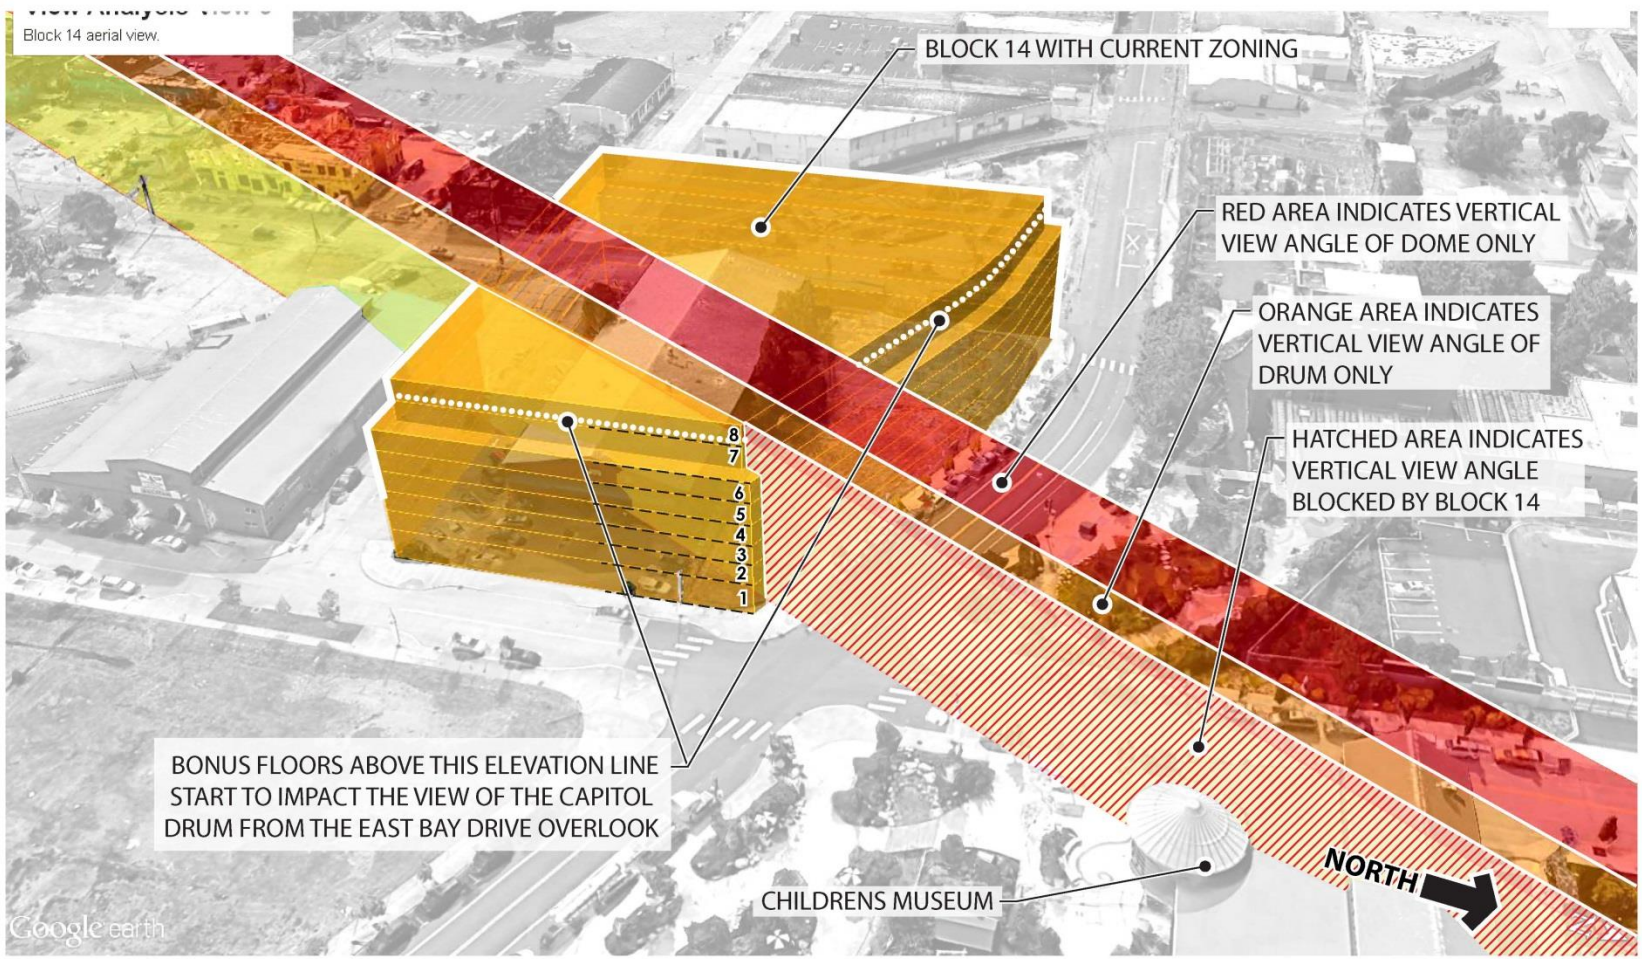 Block 14 aerial view.
BLOCK 14 WITH CURRENT ZONING
RED AREA INDICATES VERTICAL
VIEW ANGLE OF DOME ONLY
ORANGE AREA INDICATES
VERTICAL VIEW ANGLE OF
DRUM ONLY
HATCHED AREA INDICATES
VERTICAL VIEW ANGLE
BLOCKED BY BLOCK 14
8
7
6
5
4
3
2
1
BONUS FLOORS ABOVE THIS ELEVATION LINE
START TO IMPACT THE VIEW OF THE CAPITOL
DRUM FROM THE EAST BAY DRIVE OVERLOOK
CHILDRENS MUSEUM
NORTH
Google earth